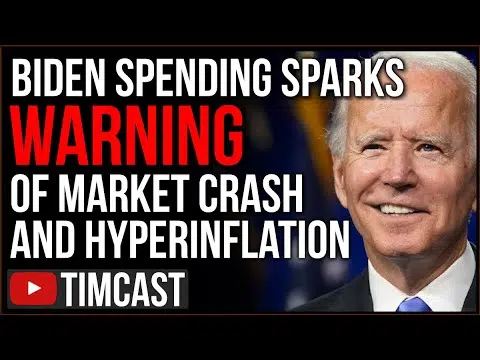 BIDEN SPENDING SPARKS
WARNING
OF MARKET CRASH
AND HYPERINFLATION
TIMCAST